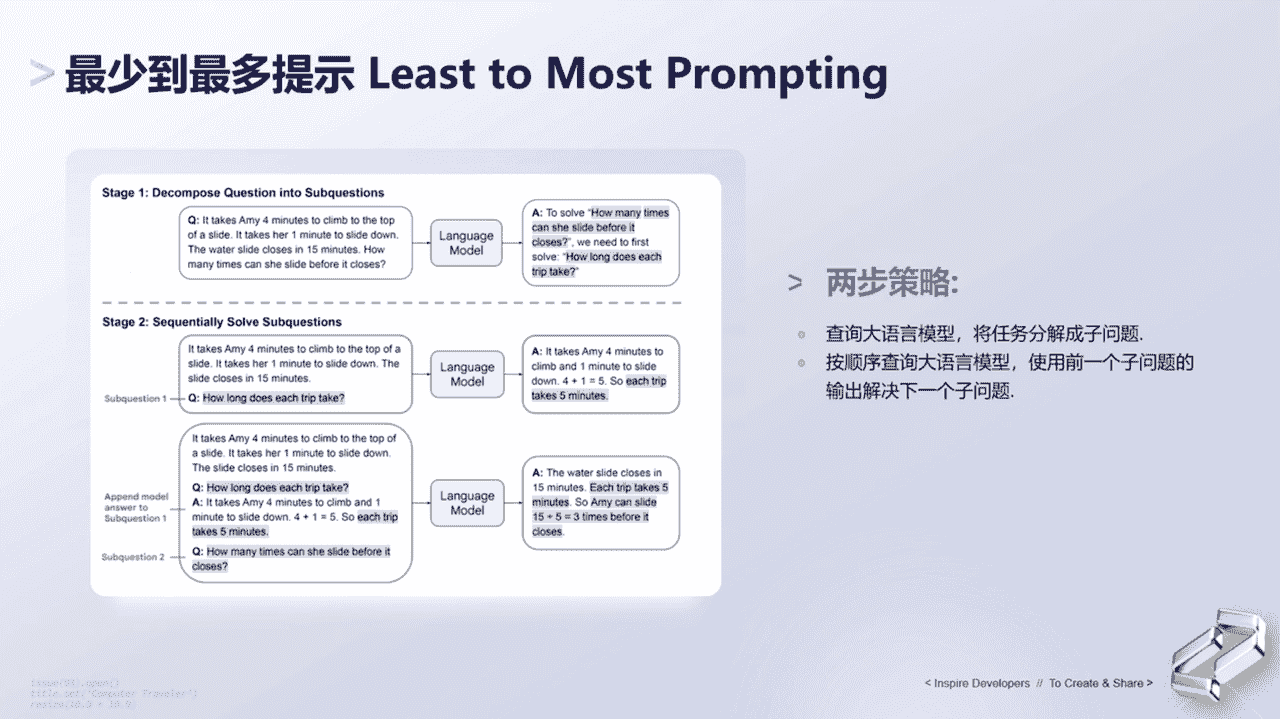 > 最少到最多提示 Least to Most Prompting
Stage 1: Decompose Question into Subquestions
Q: It takes Amy 4 minutes to climb to the top
of a slide. It takes her 1 minute to slide down.
The water slide closes in 15 minutes. How
many times can she slide before it closes?
Language
Model
A: To solve “How many times
can she slide before it
closes?”, we need to first
solve: “How long does each
trip take?”
Stage 2: Sequentially Solve Subquestions
It takes Amy 4 minutes to climb to the top of a
slide. It takes her 1 minute to slide down. The
slide closes in 15 minutes.
Subquestion 1
Q: How long does each trip take?
Language
Model
A: It takes Amy 4 minutes to
climb and 1 minute to slide
down. 4 + 1 = 5. So each trip
takes 5 minutes.
It takes Amy 4 minutes to climb to the top of
a slide. It takes her 1 minute to slide down.
The slide closes in 15 minutes.
Q: How long does each trip take?
Append model
answer to
Subquestion 1
A: It takes Amy 4 minutes to climb and 1
minute to slide down. 4 + 1 = 5. So each trip
takes 5 minutes.
Subquestion 2
Q: How many times can she slide before it
closes?
Language
Model
A: The water slide closes in
15 minutes. Each trip takes 5
minutes. So Amy can slide
15 ÷ 5 = 3 times before it
closes.
> 两步策略:
查询大语言模型，将任务分解成子问题.
按顺序查询大语言模型，使用前一个子问题的
输出解决下一个子问题.
title.set("Computer Traveler")
< Inspire Developers // To Create & Share >